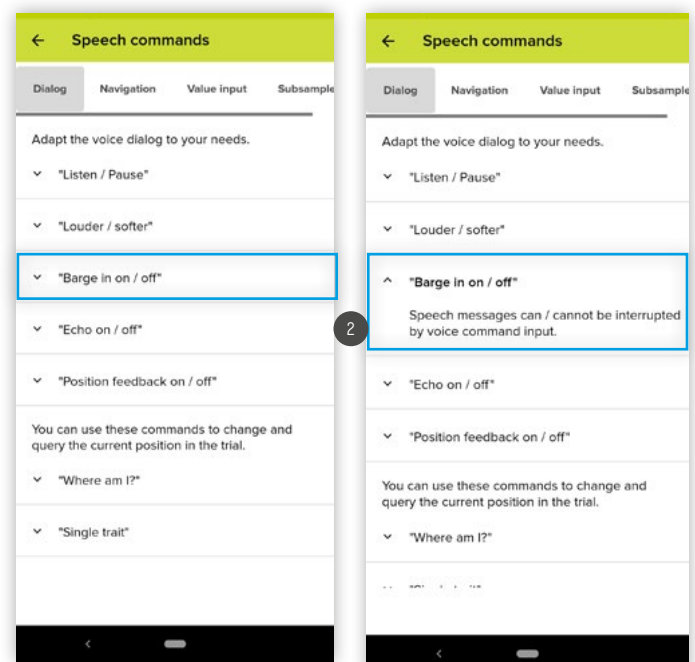 Speech commands
Dialog Navigation Value input Subsample
Adapt the voice dialog to your needs.
"Listen / Pause"
"Louder / softer"
"Barge in on / off"
"Echo on / off"
"Position feedback on / off"
You can use these commands to change and
query the current position in the trial.
"Where am I?"
"Single trait"
2
Speech commands
Dialog Navigation Value input Subsample
Adapt the voice dialog to your needs.
"Listen / Pause"
"Louder / softer"
"Barge in on / off"
Speech messages can / cannot be interrupted
by voice command input.
"Echo on / off"
"Position feedback on / off"
You can use these commands to change and
query the current position in the trial.
"Where am I?"